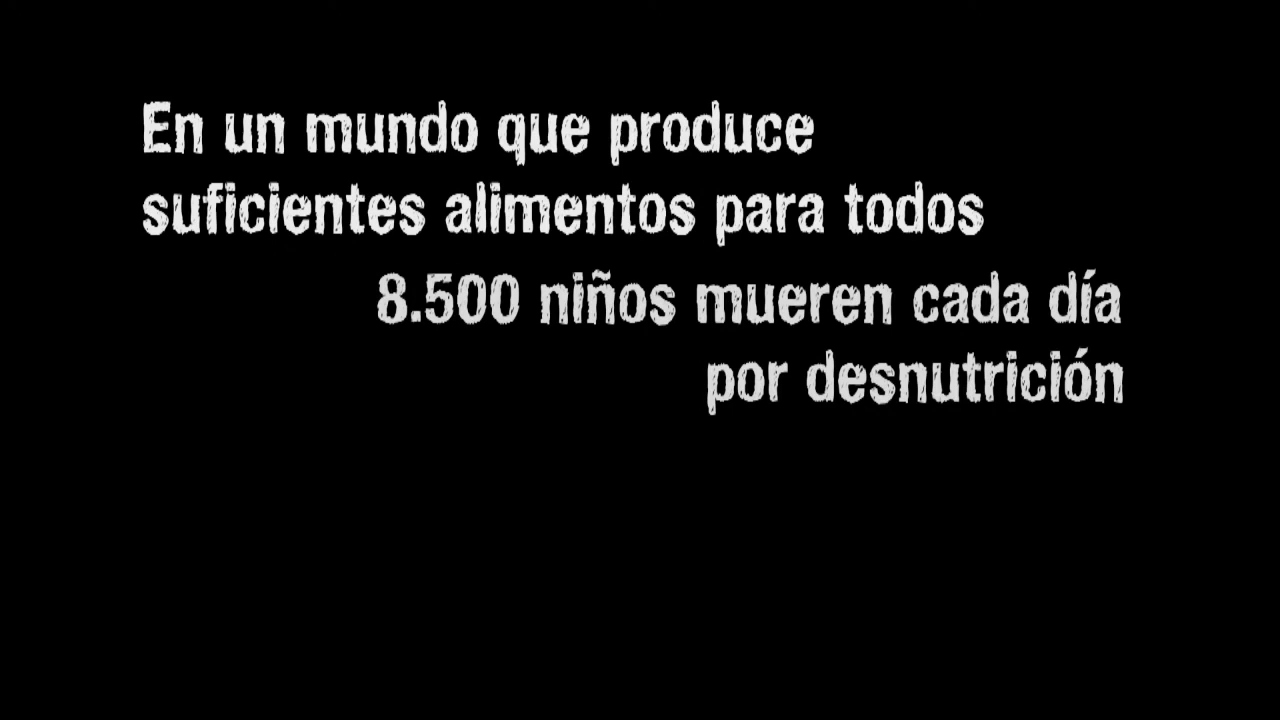 En un mundo que produce
suficientes alimentos para todos
8.500 niños mueren cada día
por desnutrición